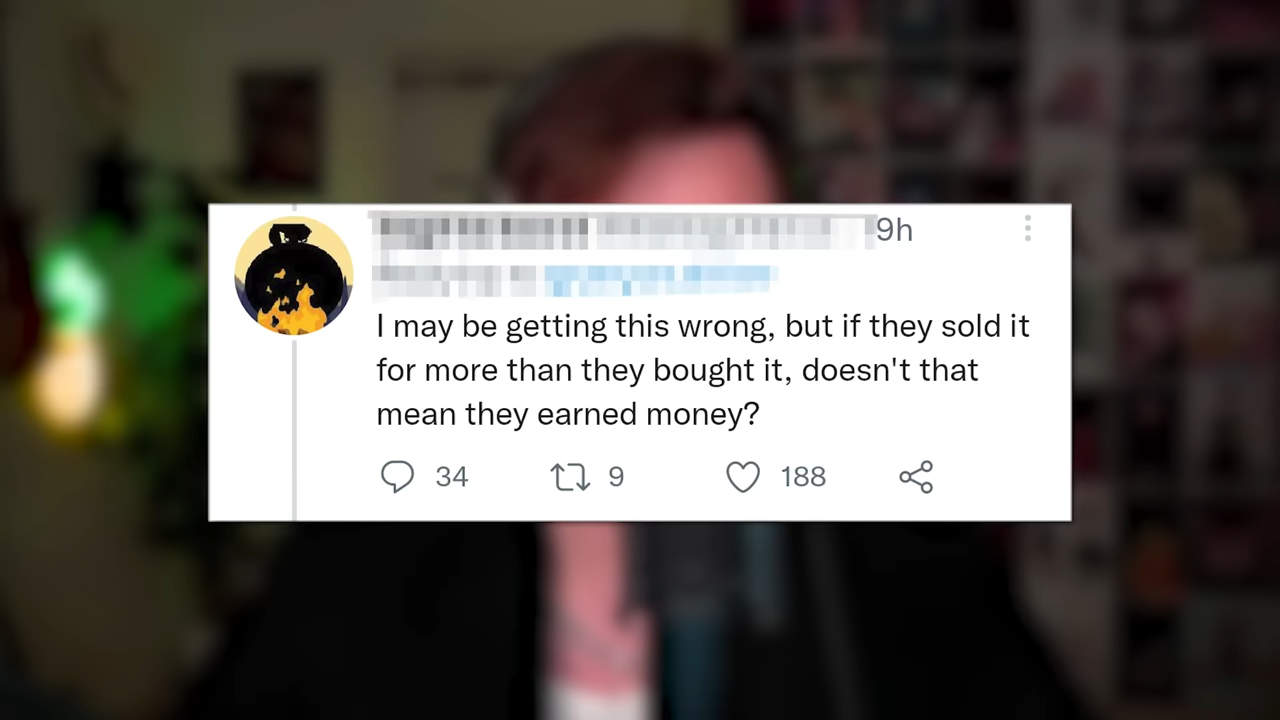 9h
I may be getting this wrong, but if they sold it
for more than they bought it, doesn't that
mean they earned money?
34 9 188